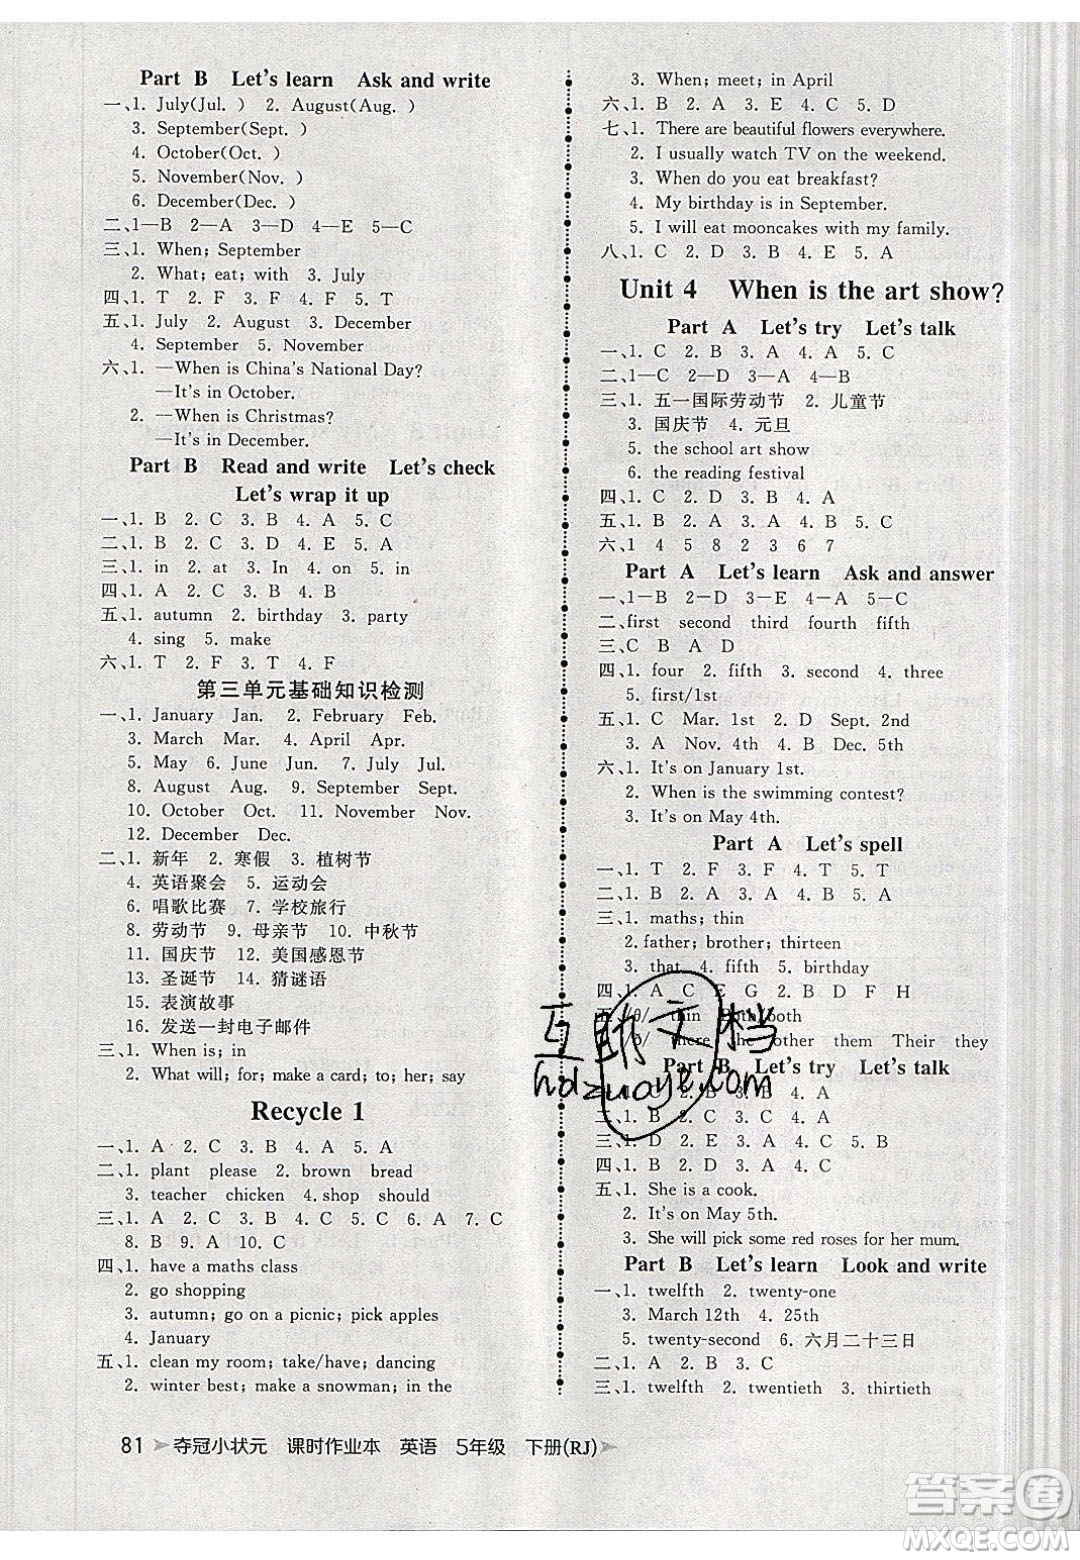 Part B Let's learn Ask and write
一、1. July(Jul. ) 2. August(Aug. )
3. September(Sept. )
4. October(Oct. )
5. November(Nov. )
6. December(Dec. )
二、1—B 2—A 3—D 4—E 5—C
三、1. When; September
2. What; eat; with 3. July
四、1. T 2. F 3. F 4. F 5. T
五、1. July 2. August 3. December
4. September 5. November
六、1. —When is China's National Day?
—It's in October.
2. —When is Christmas?
—It's in December.
Part B Read and write Let's check
Let's wrap it up
一、1. B 2. C 3. B 4. A 5. C
二、1. B 2. C 3. B 4. B 5. A
三、1. in 2. at 3. In 4. on 5. in
四、1. A 2. C 3. B 4. B
五、1. autumn 2. birthday 3. party
4. sing 5. make
六、1. T 2. F 3. T 4. F
第三单元基础知识检测
一、1. January Jan. 2. February Feb.
3. March Mar. 4. April Apr.
5. May 6. June 7. July Jul.
8. August Aug. 9. September Sept.
10. October Oct. 11. November Nov.
12. December Dec.
二、1. 新年 2. 寒假 3. 植树节
4. 英语聚会 5. 运动会
6. 唱歌比赛 7. 学校旅行
8. 劳动节 9. 母亲节 10. 中秋节
11. 国庆节 12. 美国感恩节
13. 圣诞节 14. 猜谜语
15. 表演故事
16. 发送一封电子邮件
三、1. When is; in
2. What will; for; make a card; to; her; say
Recycle 1
一、1. A 2. C 3. B 4. A 5. A
二、1. plant please 2. brown bread
3. teacher chicken 4. shop should
三、1. A 2. C 3. B 4. C 5. C 6. A 7. C
8. B 9. A 10. C
四、1. have a maths class
2. go shopping
3. autumn; go on a picnic; pick apples
4. January
五、1. clean my room; take/have; dancing
2. winter best; make a snowman; in the
81 夺冠小状元 课时作业本 英语 5年级 下册(RJ)
3. When; meet; in April
六、1. B 2. A 3. E 4. C 5. D
七、1. There are beautiful flowers everywhere.
2. I usually watch TV on the weekend.
3. When do you eat breakfast?
4. My birthday is in September.
5. I will eat mooncakes with my family.
八、1. C 2. D 3. B 4. E 5. A
Unit 4 When is the art show?
Part A Let's try Let's talk
一、1. C 2. B 3. A 4. A 5. C
二、1—C 2—D 3—A 4—B
三、1. 五一国际劳动节 2. 儿童节
3. 国庆节 4. 元旦
5. the school art show
6. the reading festival
四、1. C 2. D 3. B 4. A
五、1. B 2. A 3. A 4. B 5. C
六、1 4 5 8 2 3 6 7
Part A Let's learn Ask and answer
一、1—B 2—D 3—E 4—A 5—C
二、first second third fourth fifth
三、C B A D
四、1. four 2. fifth 3. second 4. three
5. first/1st
五、1. C Mar. 1st 2. D Sept. 2nd
3. A Nov. 4th 4. B Dec. 5th
六、1. It's on January 1st.
2. When is the swimming contest?
3. It's on May 4th.
Part A Let's spell
一、1. T 2. F 3. F 4. T 5. T
二、1. B 2. A 3. A 4. B 5. A
三、1. maths; thin
2. father; brother; thirteen
3. that 4. fifth 5. birthday
四、1. A C E G 2. B D F H
五、/θ/ thin Both tooth
/ð/ there the other them Their they
Part B Let's try Let's talk
一、1. A 2. C 3. B 4. B 5. A
二、1. B 2. C 3. B 4. C
三、1. D 2. E 3. A 4. C 5. B
四、1. B 2. B 3. A 4. C 5. C
五、1. She is a cook.
2. It's on May 5th.
3. She will pick some red roses for her mum.
Part B Let's learn Look and write
一、1. twelfth 2. twenty-one
3. March 12th 4. 25th
5. twenty-second 6. 六月二十三日
二、1. A 2. B 3. B 4. C
三、1. twelfth 2. twentieth 3. thirtieth
互助文档
hdzuoye.com
答案圈
MXQE.COM